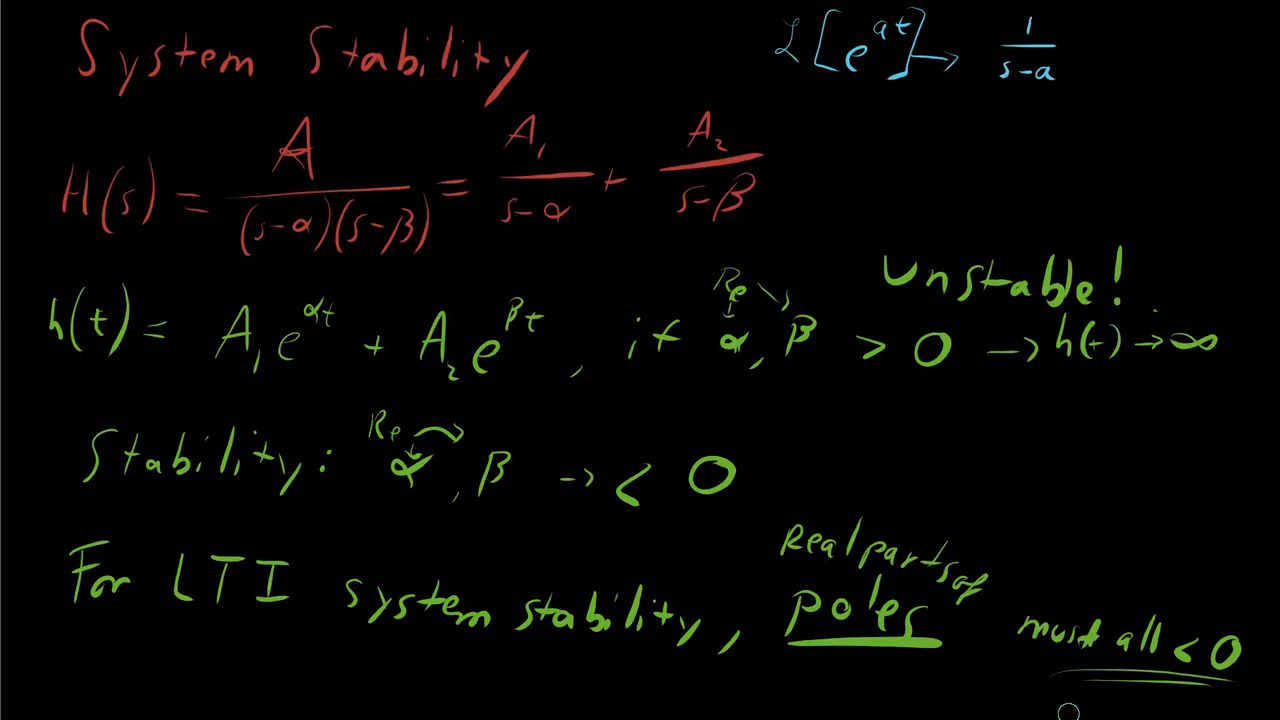 System Stability
ℒ[e^{at}] → 1/(s-a)
H(s) = A/((s-α)(s-β)) = A₁/(s-α) + A₂/(s-β)
Unstable!
Re
h(t) = A₁e^{αt} + A₂e^{βt}, if α, β > 0 → h(t) → ∞
Re
Stability: α, β → < 0
Real parts of
For LTI system stability, poles must all < 0